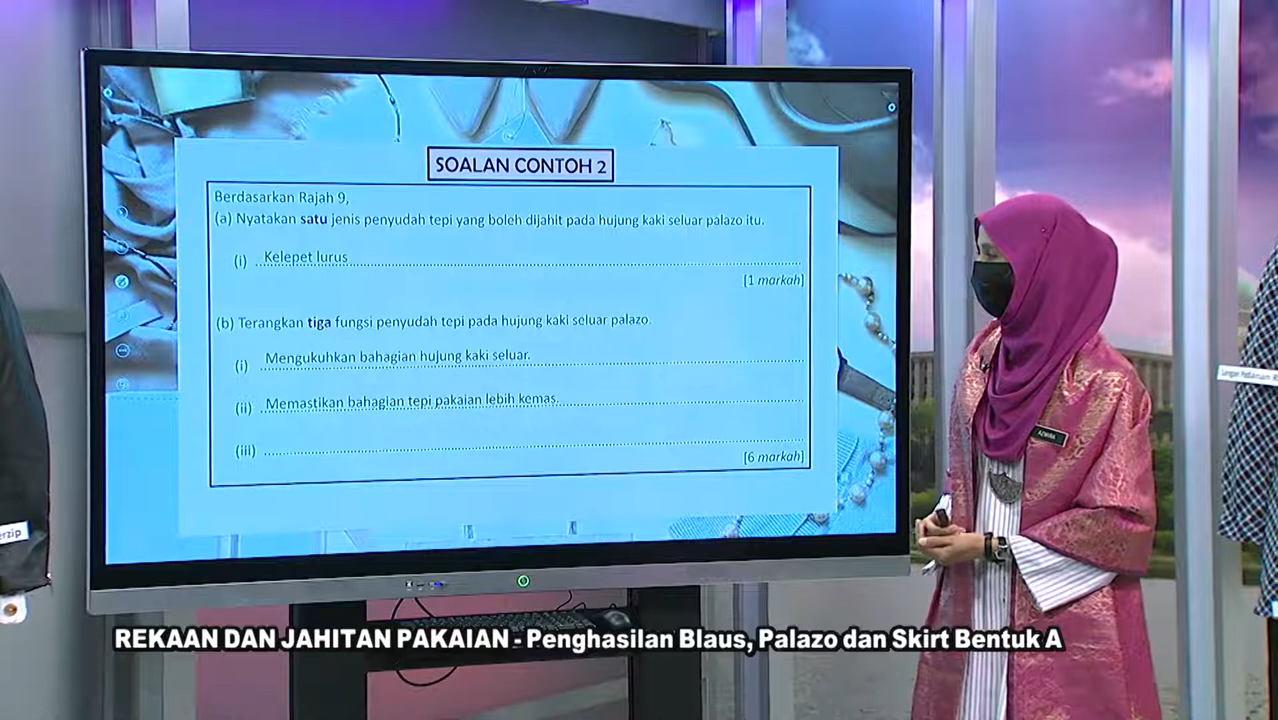 SOALAN CONTOH 2
Berdasarkan Rajah 9,
(a) Nyatakan satu jenis penyudah tepi yang boleh dijahit pada hujung kaki seluar palazo itu.
(i) Kelepet lurus
[1 markah]
(b) Terangkan tiga fungsi penyudah tepi pada hujung kaki seluar palazo.
(i) Mengukuhkan bahagian hujung kaki seluar.
(ii) Memastikan bahagian tepi pakaian lebih kemas.
(iii)
[6 markah]
AZWIRA
erzip
REKAAN DAN JAHITAN PAKAIAN - Penghasilan Blaus, Palazo dan Skirt Bentuk A